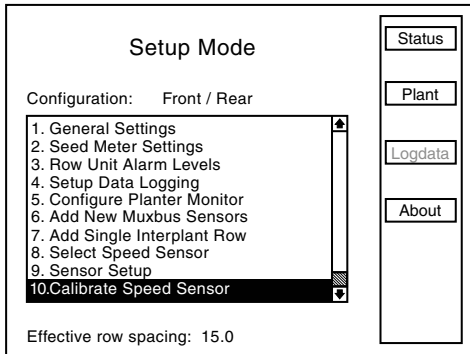 Setup Mode
Configuration: Front / Rear
1. General Settings
2. Seed Meter Settings
3. Row Unit Alarm Levels
4. Setup Data Logging
5. Configure Planter Monitor
6. Add New Muxbus Sensors
7. Add Single Interplant Row
8. Select Speed Sensor
9. Sensor Setup
10.Calibrate Speed Sensor
Effective row spacing: 15.0
Status
Plant
Logdata
About